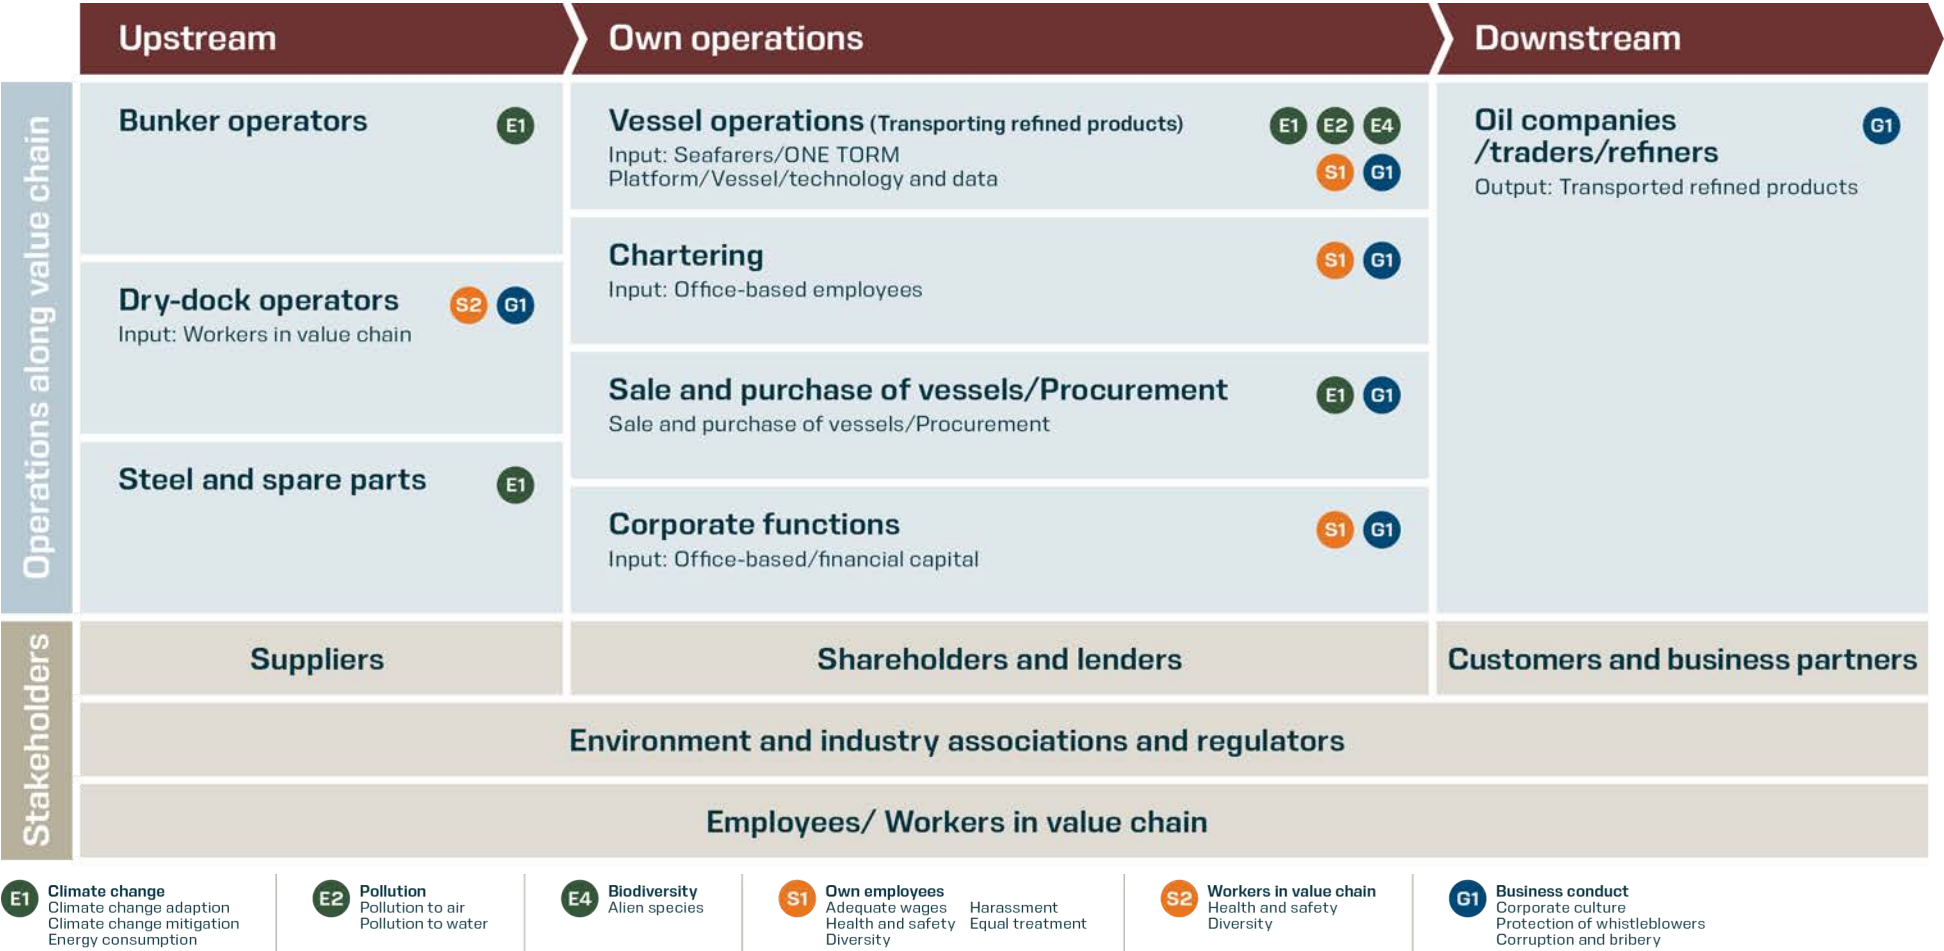 Upstream
Own operations
Downstream
Operations along value chain
Bunker operators
E1
Dry-dock operators
S2 G1
Input: Workers in value chain
Steel and spare parts
E1
Vessel operations (Transporting refined products)
E1 E2 E4
Input: Seafarers/ONE TORM
Platform/Vessel/technology and data
S1 G1
Chartering
S1 G1
Input: Office-based employees
Sale and purchase of vessels/Procurement
E1 G1
Sale and purchase of vessels/Procurement
Corporate functions
S1 G1
Input: Office-based/financial capital
Oil companies
/traders/refiners
G1
Output: Transported refined products
Stakeholders
Suppliers
Shareholders and lenders
Customers and business partners
Environment and industry associations and regulators
Employees/ Workers in value chain
E1
Climate change
Climate change adaption
Climate change mitigation
Energy consumption
E2
Pollution
Pollution to air
Pollution to water
E4
Biodiversity
Alien species
S1
Own employees
Adequate wages
Health and safety
Diversity
Harassment
Equal treatment
S2
Workers in value chain
Health and safety
Diversity
G1
Business conduct
Corporate culture
Protection of whistleblowers
Corruption and bribery